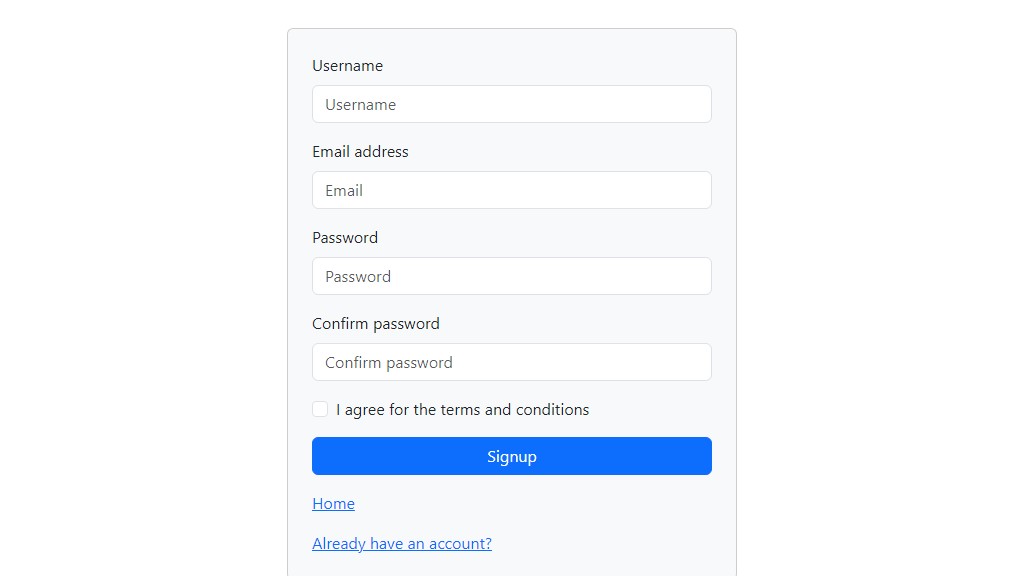 Username
Username
Email address
Email
Password
Password
Confirm password
Confirm password
I agree for the terms and conditions
Signup
Home
Already have an account?